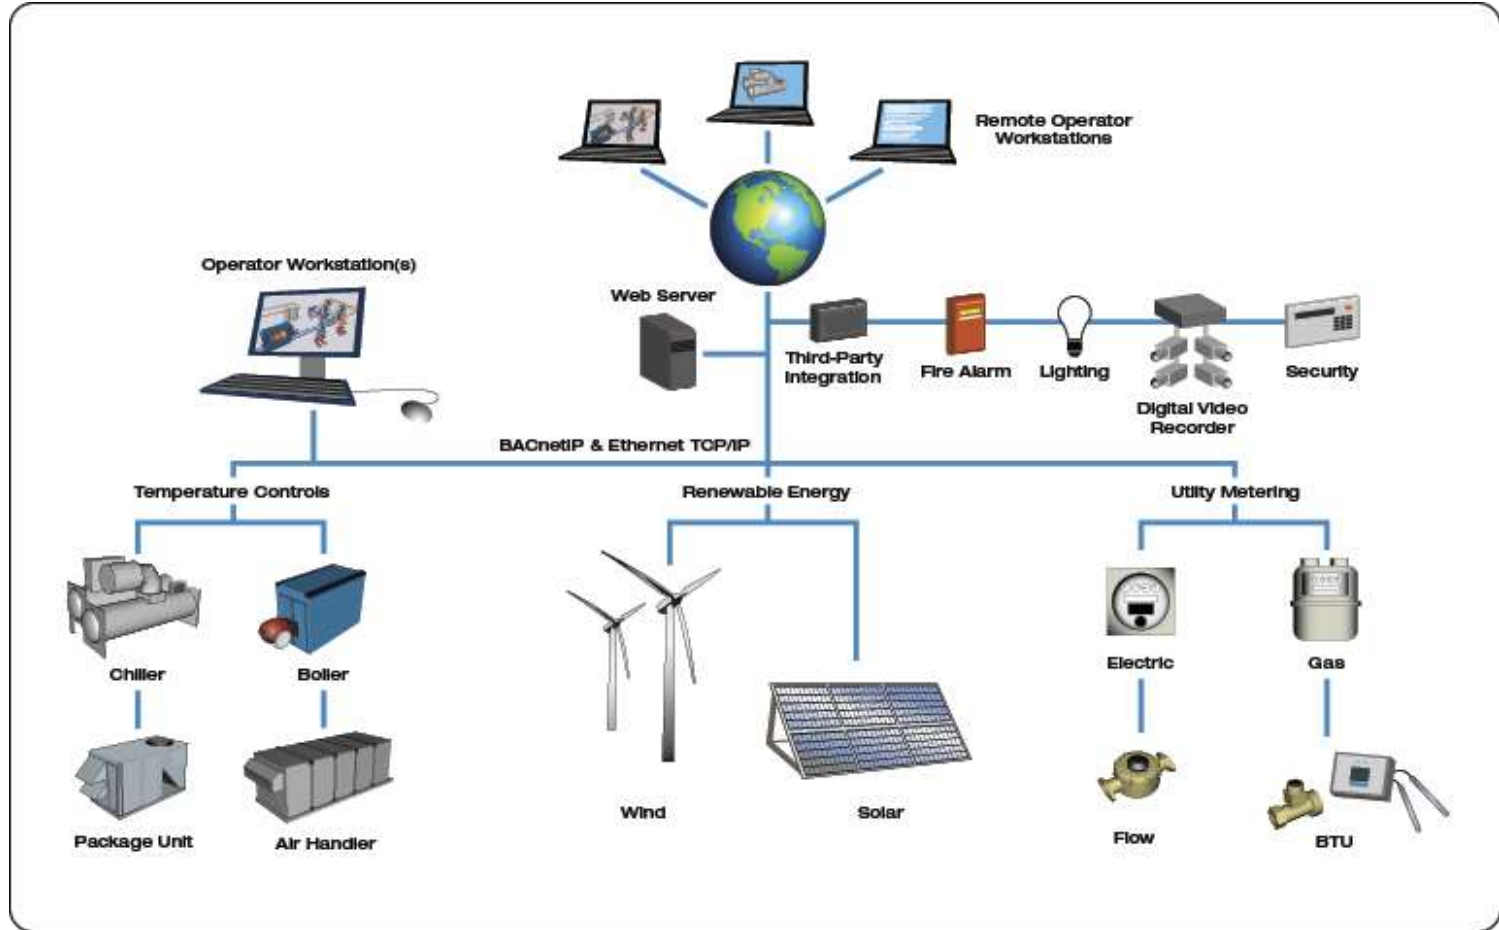 Remote Operator
Workstations
Operator Workstation(s)
Web Server
Third-Party
Integration
Fire Alarm
Lighting
Digital Video
Recorder
Security
BACnetIP & Ethernet TCP/IP
Temperature Controls
Renewable Energy
Utility Metering
Chiller
Boiler
Electric
Gas
Package Unit
Air Handler
Wind
Solar
Flow
BTU